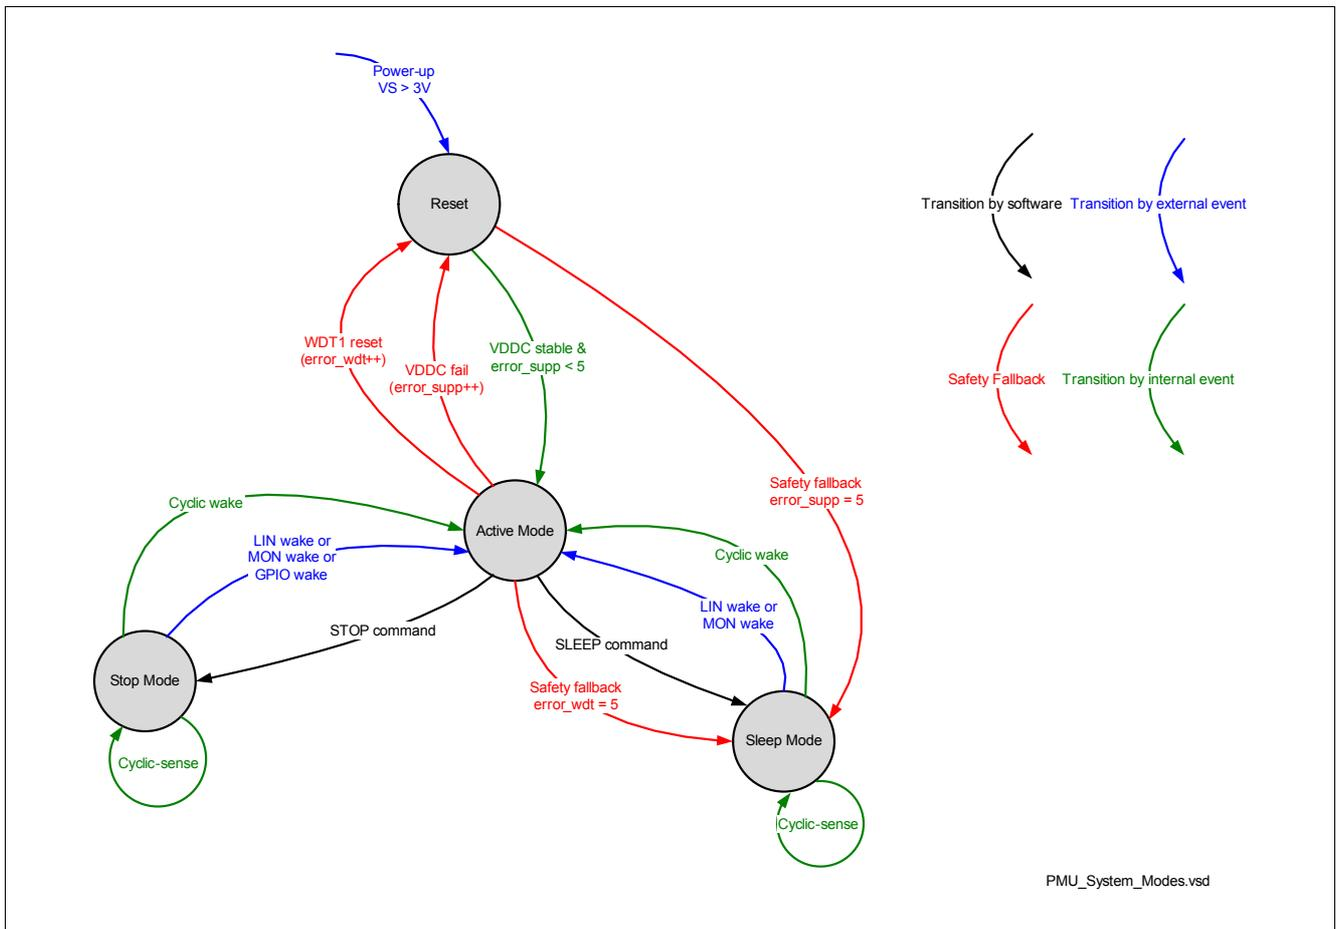 Power-up
VS > 3V
Reset
Transition by software
Transition by external event
WDT1 reset
(error_wdt++)
VDDC fail
(error_supp++)
VDDC stable &
error_supp < 5
Safety Fallback
Transition by internal event
Safety fallback
error_supp = 5
Cyclic wake
LIN wake or
MON wake or
GPIO wake
Active Mode
Cyclic wake
LIN wake or
MON wake
STOP command
SLEEP command
Stop Mode
Safety fallback
error_wdt = 5
Sleep Mode
Cyclic-sense
Cyclic-sense
PMU_System_Modes.vsd